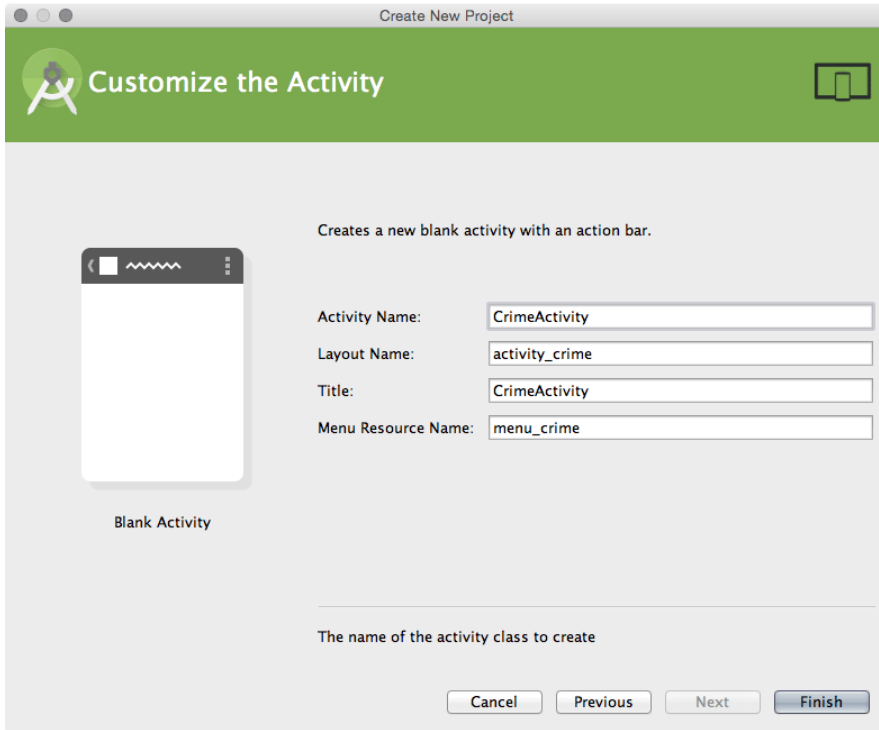 Create New Project
Customize the Activity
Creates a new blank activity with an action bar.
Activity Name: CrimeActivity
Layout Name: activity_crime
Title: CrimeActivity
Menu Resource Name: menu_crime
Blank Activity
The name of the activity class to create
Cancel Previous Next Finish